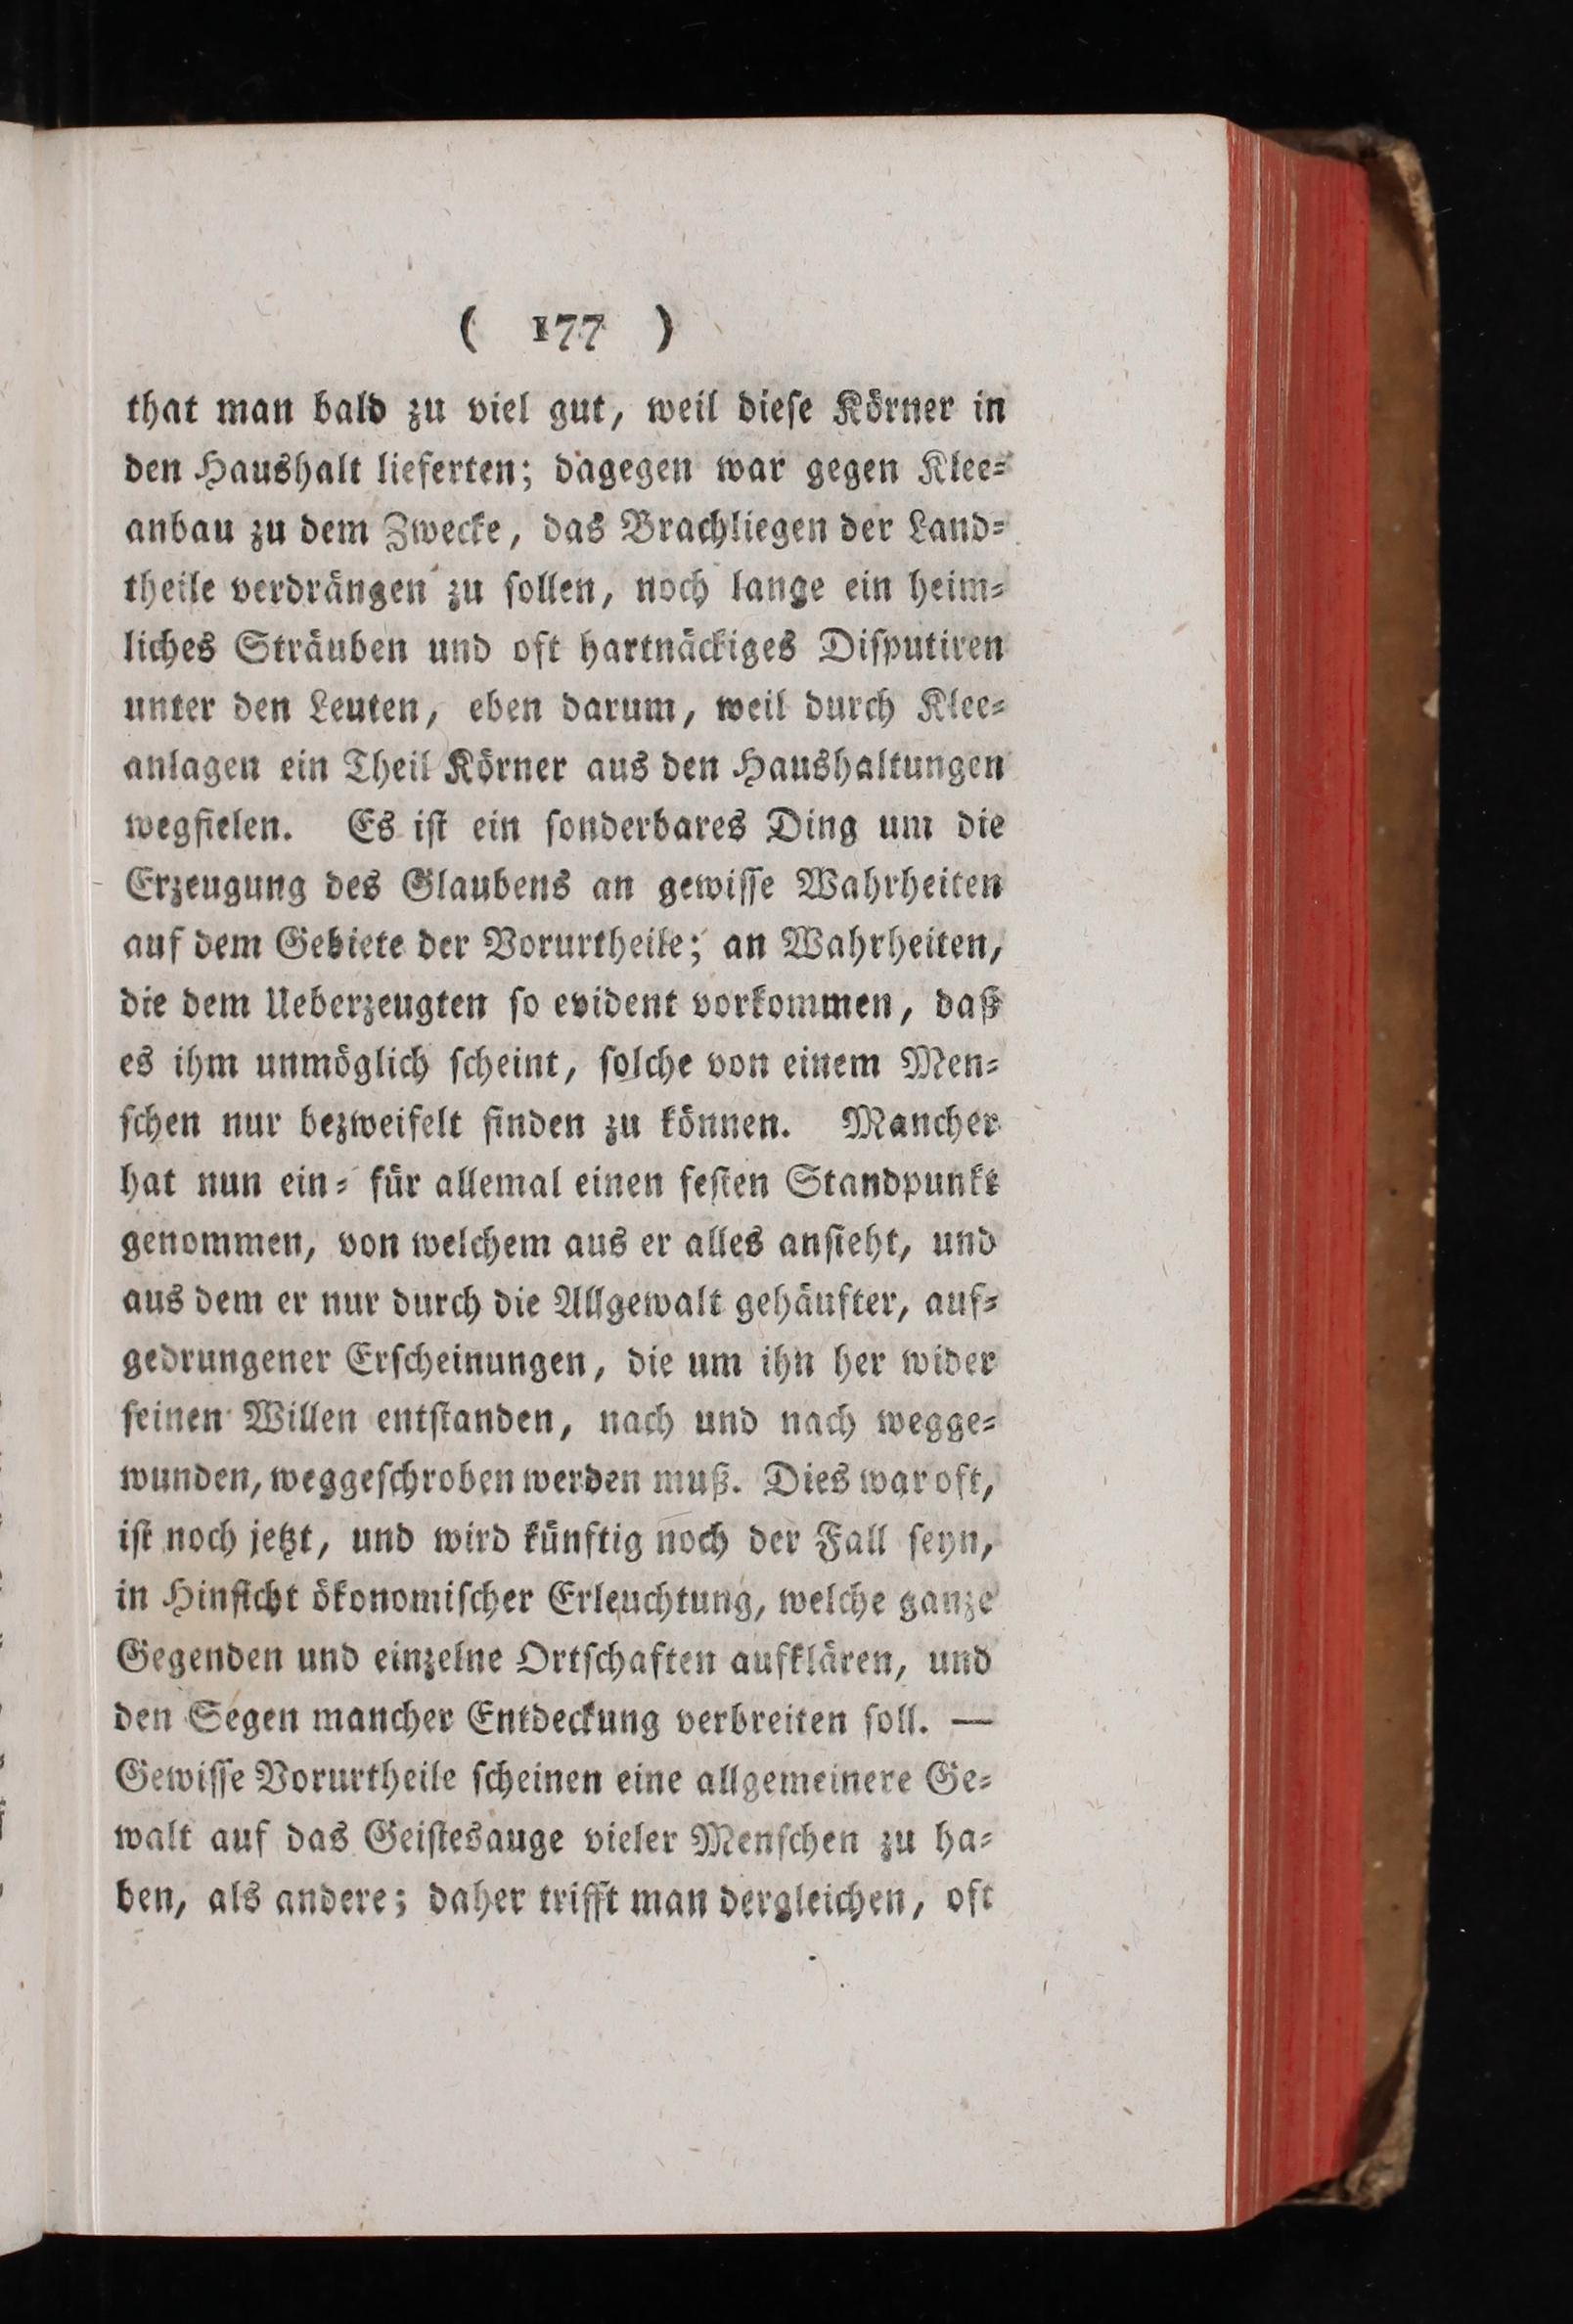 ( 177 )
that man bald zu viel gut, weil dieſe Körner in
den Haushalt lieferten; dagegen war gegen Klee⸗
anbau zu dem Zwecke, das Brachliegen der Land⸗
theile verdrängen zu ſollen, noch lange ein heim⸗
liches Sträuben und oft hartnäckiges Diſputiren
unter den Leuten, eben darum, weil durch Klee⸗
anlagen ein Theil Körner aus den Haushaltungen
wegfielen. Es iſt ein ſonderbares Ding um die
Erzeugung des Glaubens an gewiſſe Wahrheiten
auf dem Gebiete der Vorurtheile; an Wahrheiten,
die dem Ueberzeugten ſo evident vorkommen, daß
es ihm unmöglich ſcheint, ſolche von einem Men⸗
ſchen nur bezweifelt finden zu können. Mancher
hat nun ein⸗ für allemal einen feſten Standpunkt
genommen, von welchem aus er alles anſieht, und
aus dem er nur durch die Allgewalt gehäufter, auf⸗
gedrungener Erſcheinungen, die um ihn her wider
ſeinen Willen entſtanden, nach und nach wegge⸗
wunden, weggeſchroben werden muß. Dies war oft,
iſt noch jetzt, und wird künftig noch der Fall ſeyn,
in Hinſicht ökonomiſcher Erleuchtung, welche ganze
Gegenden und einzelne Ortſchaften aufklären, und
den Segen mancher Entdeckung verbreiten ſoll. —
Gewiſſe Vorurtheile ſcheinen eine allgemeinere Ge⸗
walt auf das Geiſtesauge vieler Menſchen zu ha⸗
ben, als andere; daher trifft man dergleichen, oft